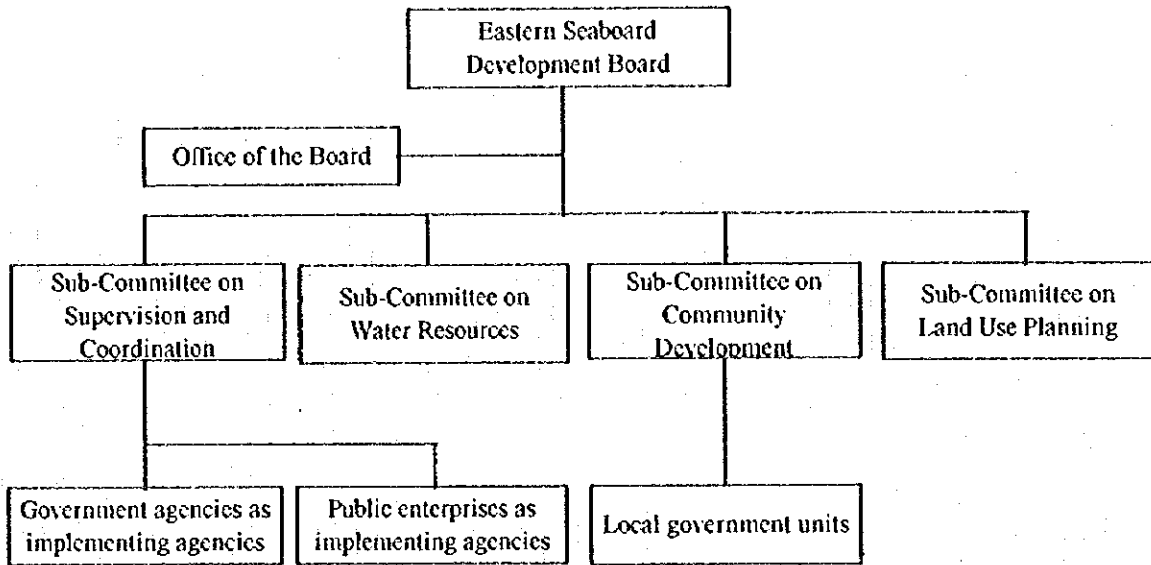 Eastern Seaboard
Development Board
Office of the Board
Sub-Committee on
Supervision and
Coordination
Sub-Committee on
Water Resources
Sub-Committee on
Community
Development
Sub-Committee on
Land Use Planning
Government agencies as
implementing agencies
Public enterprises as
implementing agencies
Local government units